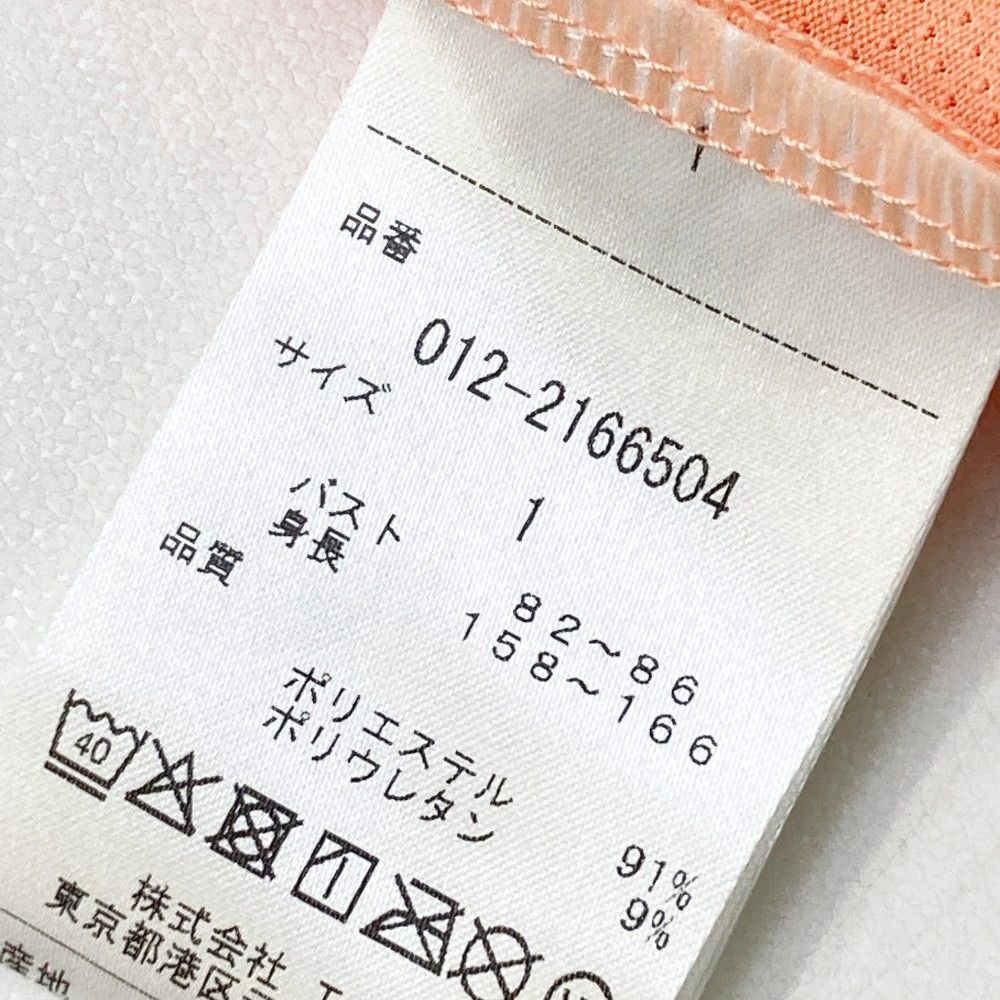 品番
012-2166504
サイズ
1
バスト 82~86
身長 158~166
品質
ポリエステル 91%
ポリウレタン 9%
40
株式会社 T
東京都港区
産地